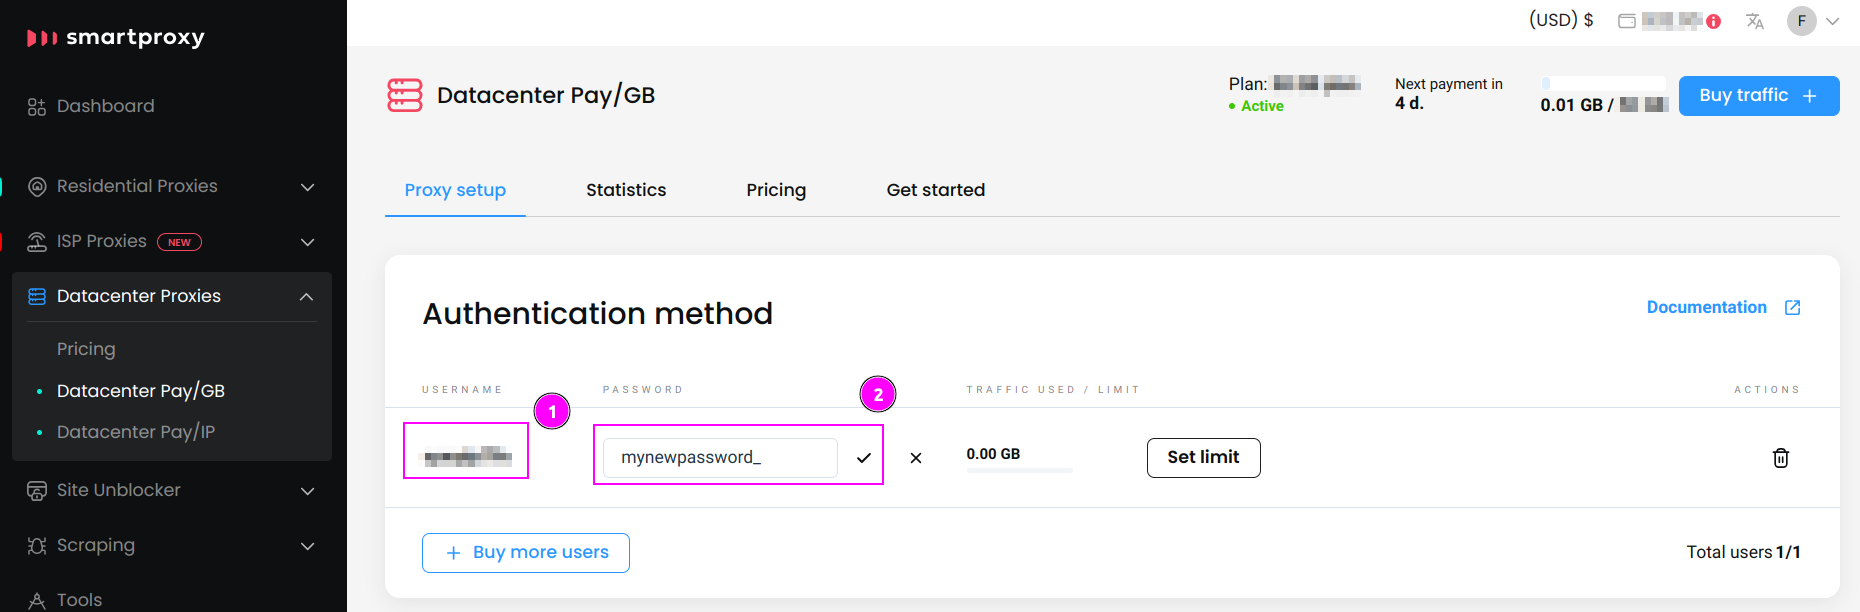 smartproxy
Dashboard
Residential Proxies
ISP Proxies NEW
Datacenter Proxies
Pricing
Datacenter Pay/GB
Datacenter Pay/IP
Site Unblocker
Scraping
Tools
(USD) $
F
Datacenter Pay/GB
Plan:
Active
Next payment in
4 d.
0.01 GB /
Buy traffic +
Proxy setup Statistics Pricing Get started
Authentication method
Documentation
USERNAME PASSWORD TRAFFIC USED / LIMIT ACTIONS
1 2
mynewpassword_ 0.00 GB Set limit
+ Buy more users
Total users 1/1